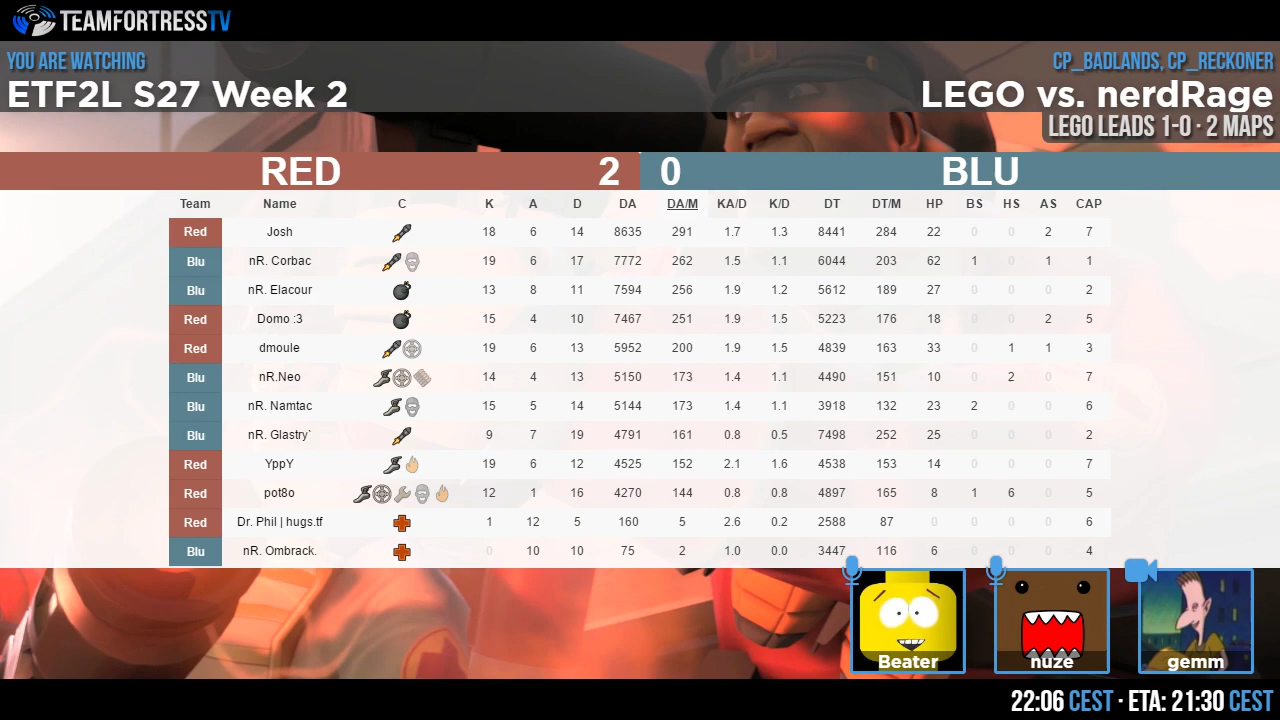 TEAMFORTRESSTV
YOU ARE WATCHING
ETF2L S27 Week 2
CP_BADLANDS, CP_RECKONER
LEGO vs. nerdRage
LEGO LEADS 1-0 · 2 MAPS
RED 2 0 BLU
Team Name C K A D DA DA/M KA/D K/D DT DT/M HP BS HS AS CAP
Red Josh 18 6 14 8635 291 1.7 1.3 8441 284 22 0 0 2 7
Blu nR. Corbac 19 6 17 7772 262 1.5 1.1 6044 203 62 1 0 1 1
Blu nR. Elacour 13 8 11 7594 256 1.9 1.2 5612 189 27 0 0 0 2
Red Domo :3 15 4 10 7467 251 1.9 1.5 5223 176 18 0 0 2 5
Red dmoule 19 6 13 5952 200 1.9 1.5 4839 163 33 0 1 1 3
Blu nR.Neo 14 4 13 5150 173 1.4 1.1 4490 151 10 0 2 0 7
Blu nR. Namtac 15 5 14 5144 173 1.4 1.1 3918 132 23 2 0 0 6
Blu nR. Glastry` 9 7 19 4791 161 0.8 0.5 7498 252 25 0 0 0 2
Red YppY 19 6 12 4525 152 2.1 1.6 4538 153 14 0 0 0 7
Red pot8o 12 1 16 4270 144 0.8 0.8 4897 165 8 1 6 0 5
Red Dr. Phil | hugs.tf 1 12 5 160 5 2.6 0.2 2588 87 0 0 0 0 6
Blu nR. Ombrack. 0 10 10 75 2 1.0 0.0 3447 116 6 0 0 0 4
Beater nuze gemm
22:06 CEST · ETA: 21:30 CEST